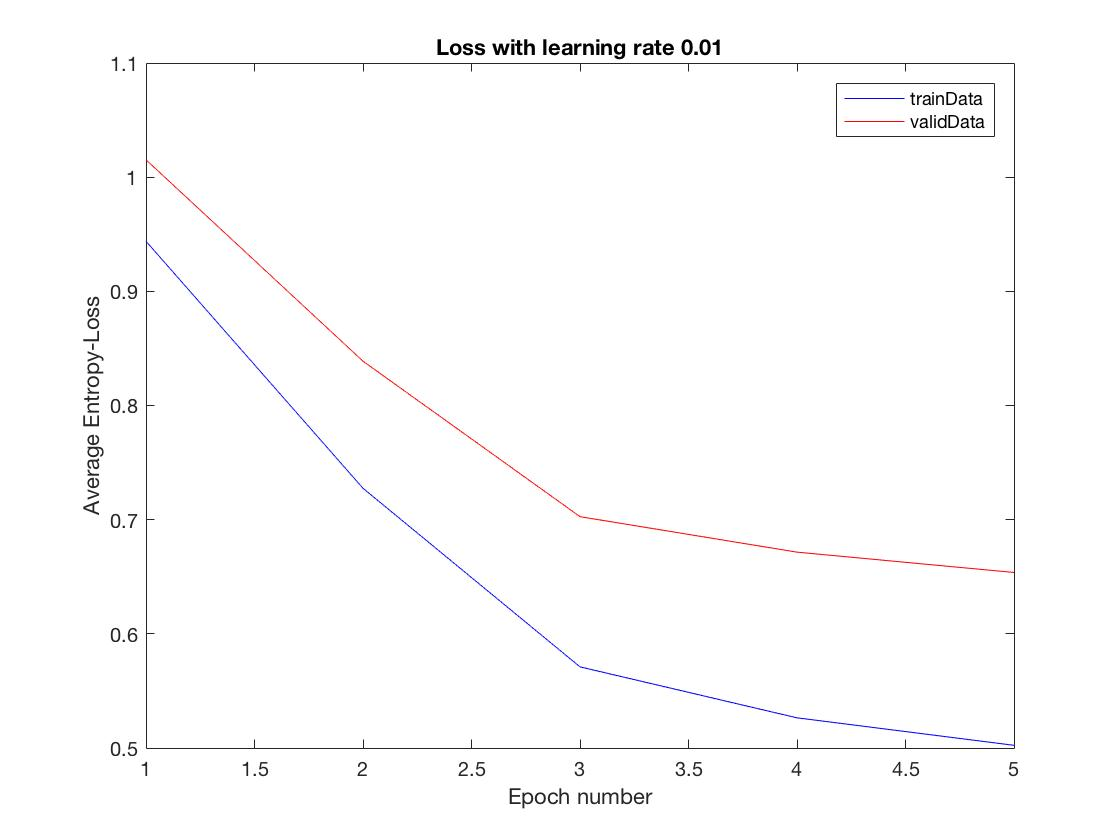 Loss with learning rate 0.01
1.1
1
0.9
0.8
0.7
0.6
0.5
Average Entropy-Loss
trainData
validData
1 1.5 2 2.5 3 3.5 4 4.5 5
Epoch number